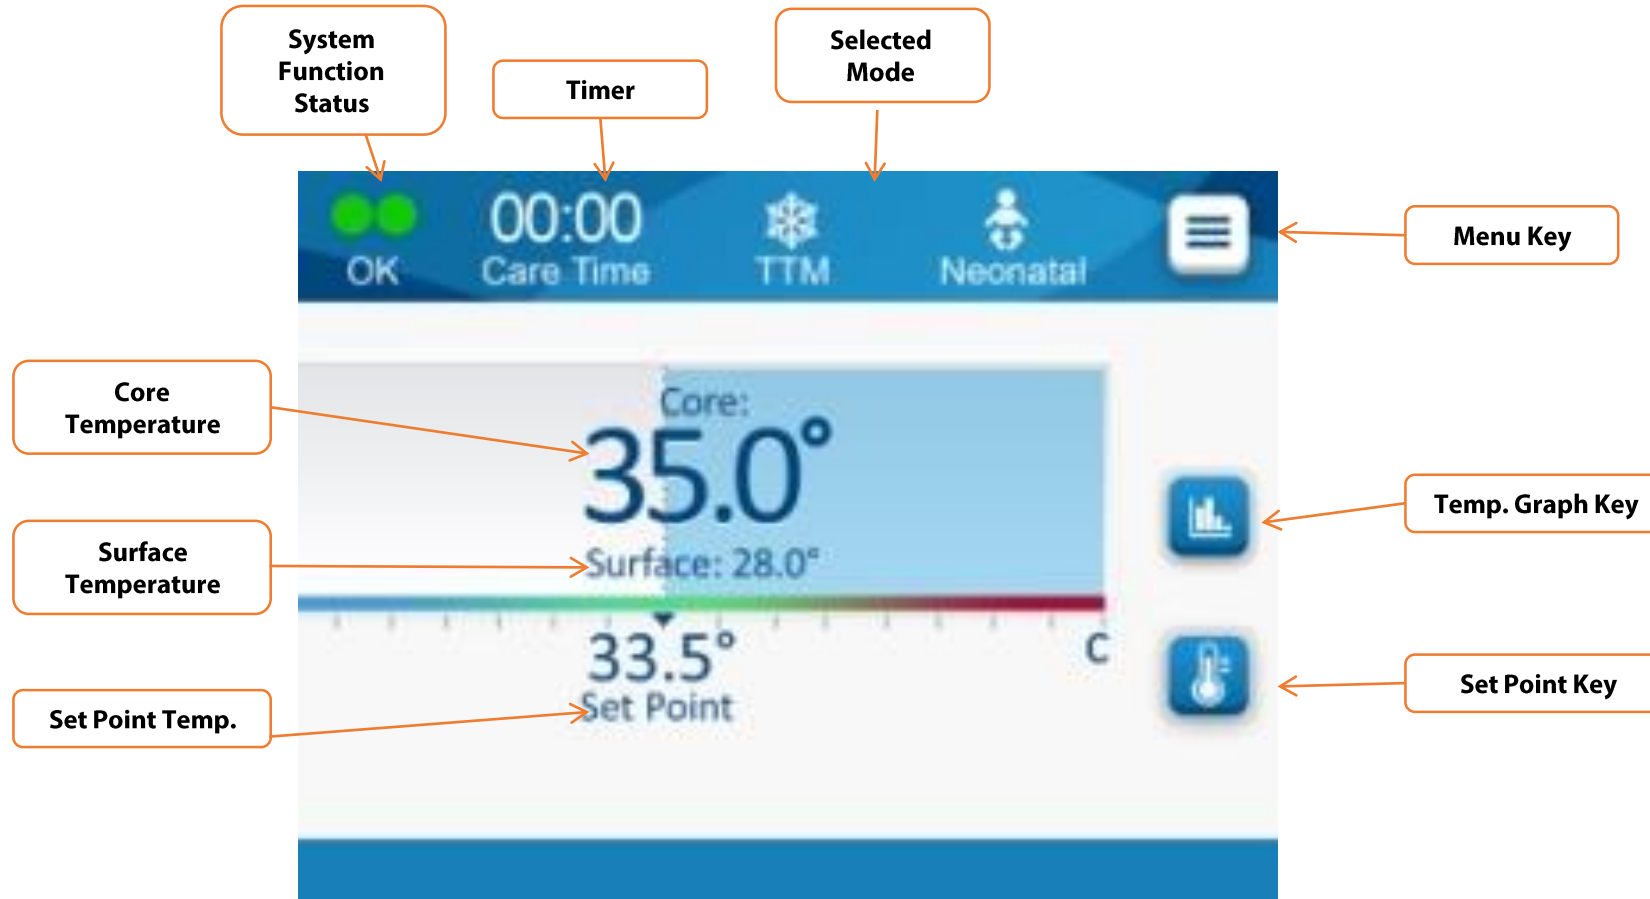 System
Function
Status
Timer
Selected
Mode
00:00
OK
Care Time
TTM
Neonatal
Menu Key
Core
Temperature
Core:
35.0°
Surface
Temperature
Surface: 28.0°
Temp. Graph Key
33.5°
C
Set Point
Set Point Temp.
Set Point Key